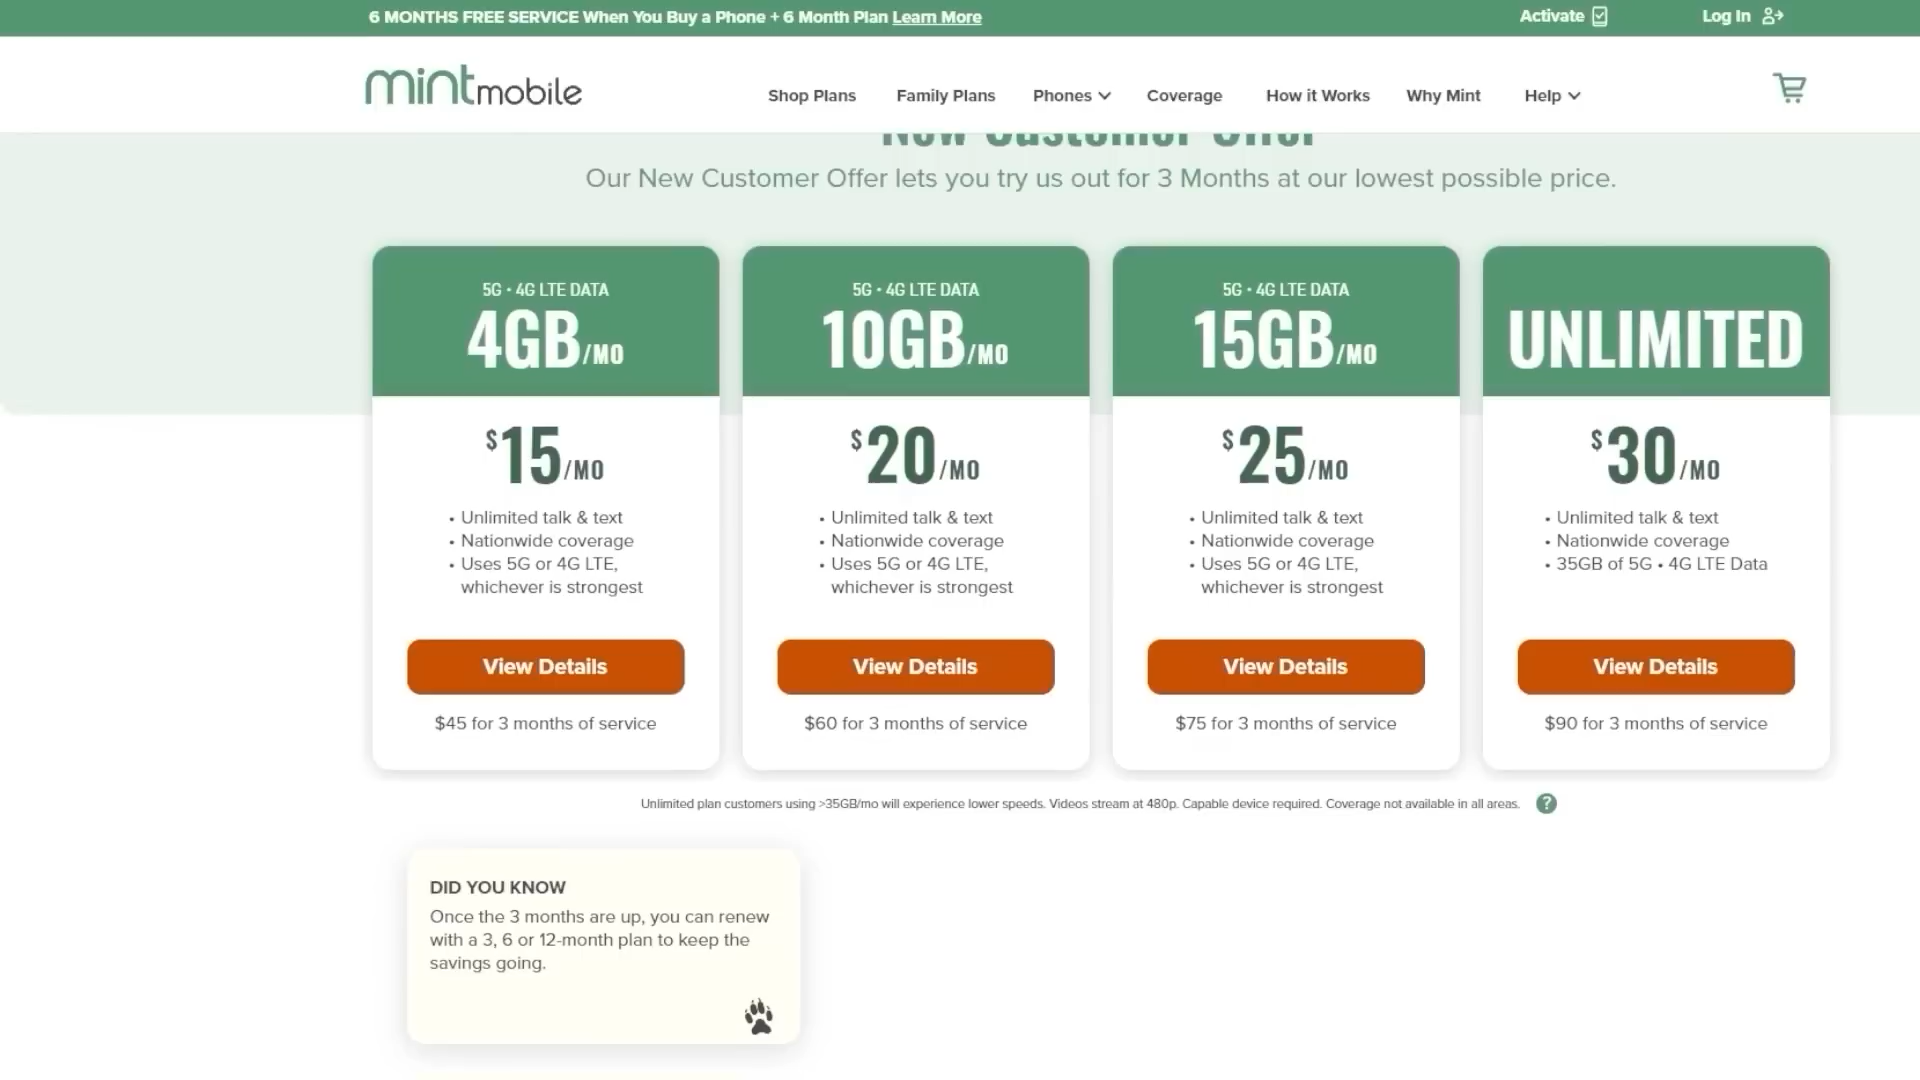 6 MONTHS FREE SERVICE When You Buy a Phone + 6 Month Plan Learn More
Activate
Log In
mintmobile
Shop Plans
Family Plans
Phones
Coverage
How it Works
Why Mint
Help
New Customer Offer
Our New Customer Offer lets you try us out for 3 Months at our lowest possible price.
5G • 4G LTE DATA
4GB/MO
$15/MO
• Unlimited talk & text
• Nationwide coverage
• Uses 5G or 4G LTE,
whichever is strongest
View Details
$45 for 3 months of service
5G • 4G LTE DATA
10GB/MO
$20/MO
• Unlimited talk & text
• Nationwide coverage
• Uses 5G or 4G LTE,
whichever is strongest
View Details
$60 for 3 months of service
5G • 4G LTE DATA
15GB/MO
$25/MO
• Unlimited talk & text
• Nationwide coverage
• Uses 5G or 4G LTE,
whichever is strongest
View Details
$75 for 3 months of service
UNLIMITED
$30/MO
• Unlimited talk & text
• Nationwide coverage
• 35GB of 5G • 4G LTE Data
View Details
$90 for 3 months of service
Unlimited plan customers using >35GB/mo will experience lower speeds. Videos stream at 480p. Capable device required. Coverage not available in all areas. ?
DID YOU KNOW
Once the 3 months are up, you can renew
with a 3, 6 or 12-month plan to keep the
savings going.